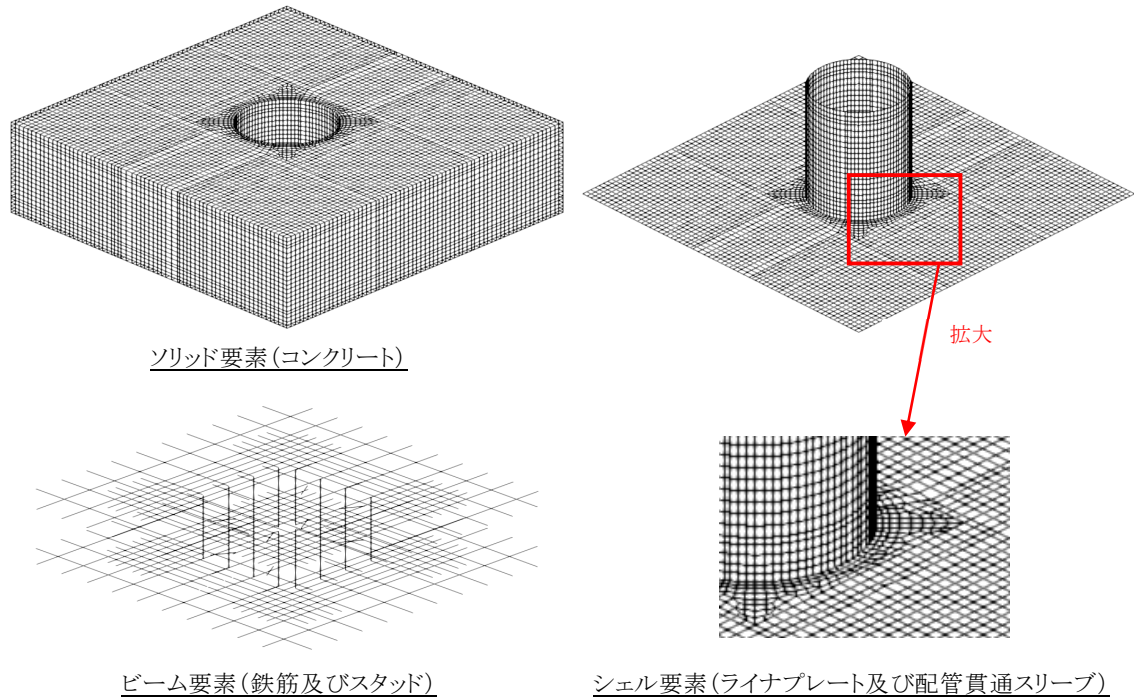 ソリッド要素(コンクリート)
拡大
ビーム要素(鉄筋及びスタッド)
シェル要素(ライナプレート及び配管貫通スリーブ)